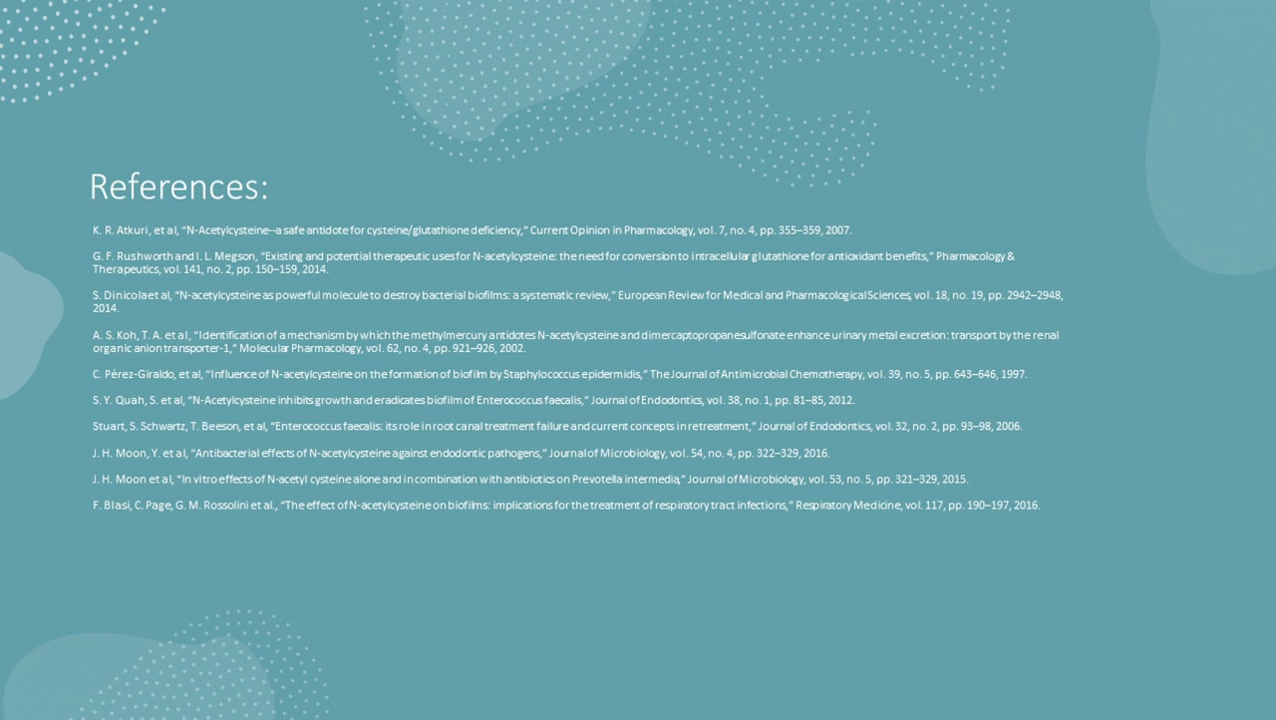 References:
K. R. Atkuri, et al, “N-Acetylcysteine--a safe antidote for cysteine/glutathione deficiency,” Current Opinion in Pharmacology, vol. 7, no. 4, pp. 355–359, 2007.
G. F. Rushworth and I. L. Megson, “Existing and potential therapeutic uses for N-acetylcysteine: the need for conversion to intracellular glutathione for antioxidant benefits,” Pharmacology &
Therapeutics, vol. 141, no. 2, pp. 150–159, 2014.
S. Dinicola et al, “N-acetylcysteine as powerful molecule to destroy bacterial biofilms: a systematic review,” European Review for Medical and Pharmacological Sciences, vol. 18, no. 19, pp. 2942–2948,
2014.
A. S. Koh, T. A. et al, “Identification of a mechanism by which the methylmercury antidotes N-acetylcysteine and dimercaptopropanesulfonate enhance urinary metal excretion: transport by the renal
organic anion transporter-1,” Molecular Pharmacology, vol. 62, no. 4, pp. 921–926, 2002.
C. Pérez-Giraldo, et al, “Influence of N-acetylcysteine on the formation of biofilm by Staphylococcus epidermidis,” The Journal of Antimicrobial Chemotherapy, vol. 39, no. 5, pp. 643–646, 1997.
S. Y. Quah, S. et al, “N-Acetylcysteine inhibits growth and eradicates biofilm of Enterococcus faecalis,” Journal of Endodontics, vol. 38, no. 1, pp. 81–85, 2012.
Stuart, S. Schwartz, T. Beeson, et al, “Enterococcus faecalis: its role in root canal treatment failure and current concepts in retreatment,” Journal of Endodontics, vol. 32, no. 2, pp. 93–98, 2006.
J. H. Moon, Y. et al, “Antibacterial effects of N-acetylcysteine against endodontic pathogens,” Journal of Microbiology, vol. 54, no. 4, pp. 322–329, 2016.
J. H. Moon et al, “In vitro effects of N-acetyl cysteine alone and in combination with antibiotics on Prevotella intermedia,” Journal of Microbiology, vol. 53, no. 5, pp. 321–329, 2015.
F. Blasi, C. Page, G. M. Rossolini et al., “The effect of N-acetylcysteine on biofilms: implications for the treatment of respiratory tract infections,” Respiratory Medicine, vol. 117, pp. 190–197, 2016.